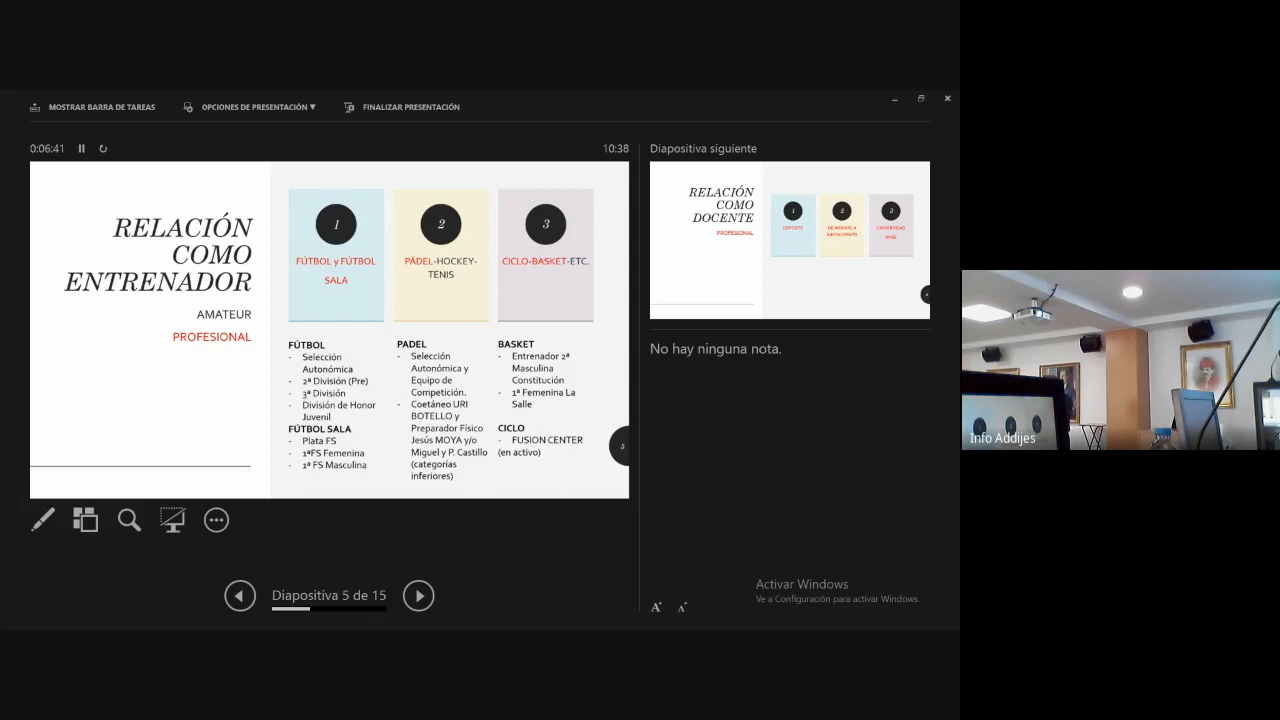 MOSTRAR BARRA DE TAREAS
OPCIONES DE PRESENTACIÓN ▼
FINALIZAR PRESENTACIÓN
0:06:41
10:38
RELACIÓN
COMO
ENTRENADOR
AMATEUR
PROFESIONAL
1
FÚTBOL y FÚTBOL
SALA
2
PÁDEL-HOCKEY-
TENIS
3
CICLO-BASKET-ETC.
FÚTBOL
- Selección
Autonómica
- 2ª División (Pre)
- 3ª División
- División de Honor
Juvenil
FÚTBOL SALA
- Plata FS
- 1ªFS Femenina
- 1ª FS Masculina
PADEL
- Selección
Autonómica y
Equipo de
Competición.
- Coetáneo URI
BOTELLO y
Preparador Físico
Jesús MOYA y/o
Miguel y P. Castillo
(categorías
inferiores)
BASKET
- Entrenador 2ª
Masculina
Constitución
- 1ª Femenina La
Salle
CICLO
- FUSION CENTER
(en activo)
5
Diapositiva 5 de 15
Diapositiva siguiente
RELACIÓN
COMO
DOCENTE
PROFESIONAL
1
DEPORTE
2
DE INFANTIL A
BACHILLERATO
3
UNIVERSIDAD
No hay ninguna nota.
Activar Windows
Ve a Configuración para activar Windows.
A A
Info Addijes